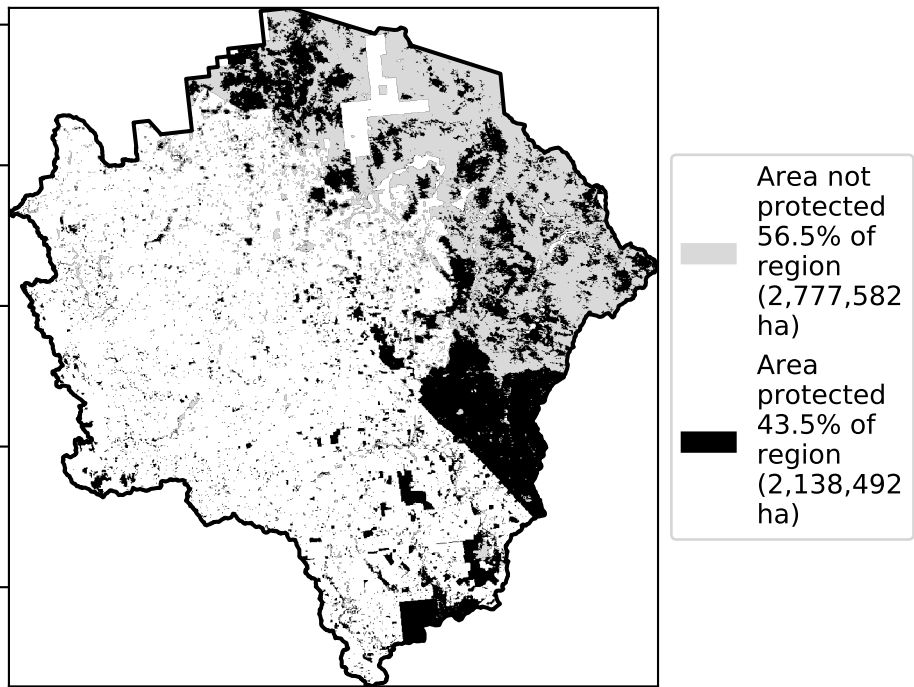 Area not
protected
56.5% of
region
(2,777,582
ha)
Area
protected
43.5% of
region
(2,138,492
ha)